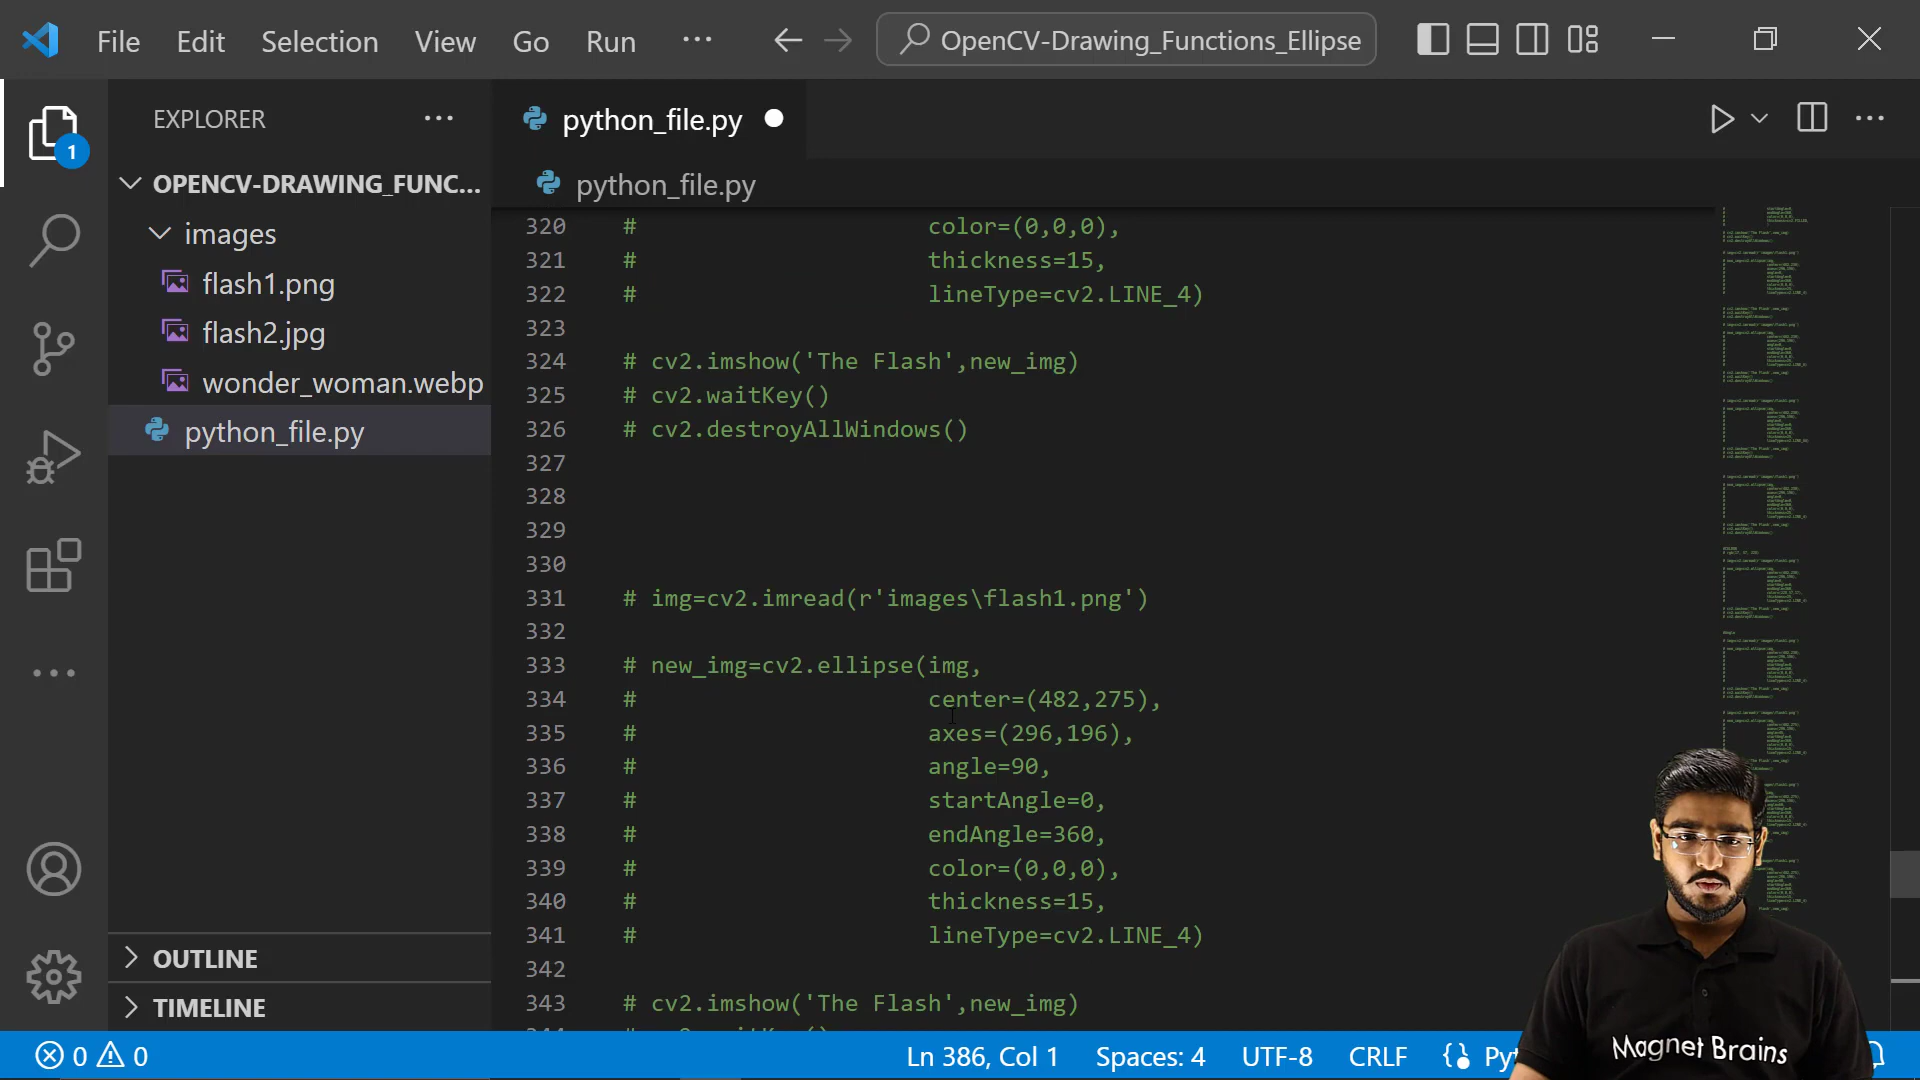 File Edit Selection View Go Run ··· OpenCV-Drawing_Functions_Ellipse
EXPLORER ···
OPENCV-DRAWING_FUNC...
images
flash1.png
flash2.jpg
wonder_woman.webp
python_file.py
OUTLINE
TIMELINE
1
python_file.py
python_file.py
320 # color=(0,0,0),
321 # thickness=15,
322 # lineType=cv2.LINE_4)
323
324 # cv2.imshow('The Flash',new_img)
325 # cv2.waitKey()
326 # cv2.destroyAllWindows()
327
328
329
330
331 # img=cv2.imread(r'images\flash1.png')
332
333 # new_img=cv2.ellipse(img,
334 # center=(482,275),
335 # axes=(296,196),
336 # angle=90,
337 # startAngle=0,
338 # endAngle=360,
339 # color=(0,0,0),
340 # thickness=15,
341 # lineType=cv2.LINE_4)
342
343 # cv2.imshow('The Flash',new_img)
Magnet Brains
0 0 Ln 386, Col 1 Spaces: 4 UTF-8 CRLF {}